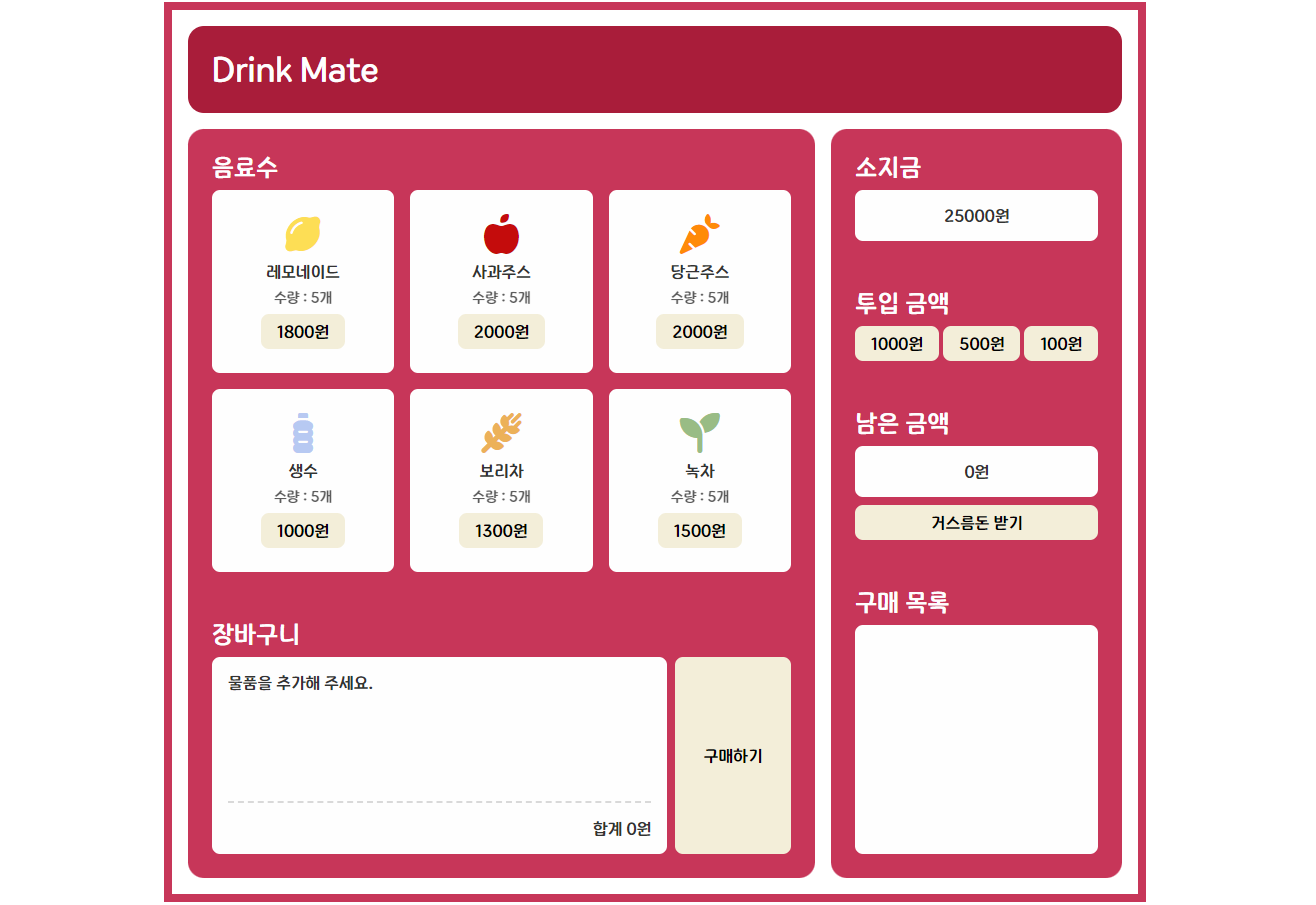 Drink Mate
음료수
레모네이드
수량 : 5개
1800원
사과주스
수량 : 5개
2000원
당근주스
수량 : 5개
2000원
생수
수량 : 5개
1000원
보리차
수량 : 5개
1300원
녹차
수량 : 5개
1500원
장바구니
물품을 추가해 주세요.
합계 0원
구매하기
소지금
25000원
투입 금액
1000원 500원 100원
남은 금액
0원
거스름돈 받기
구매 목록